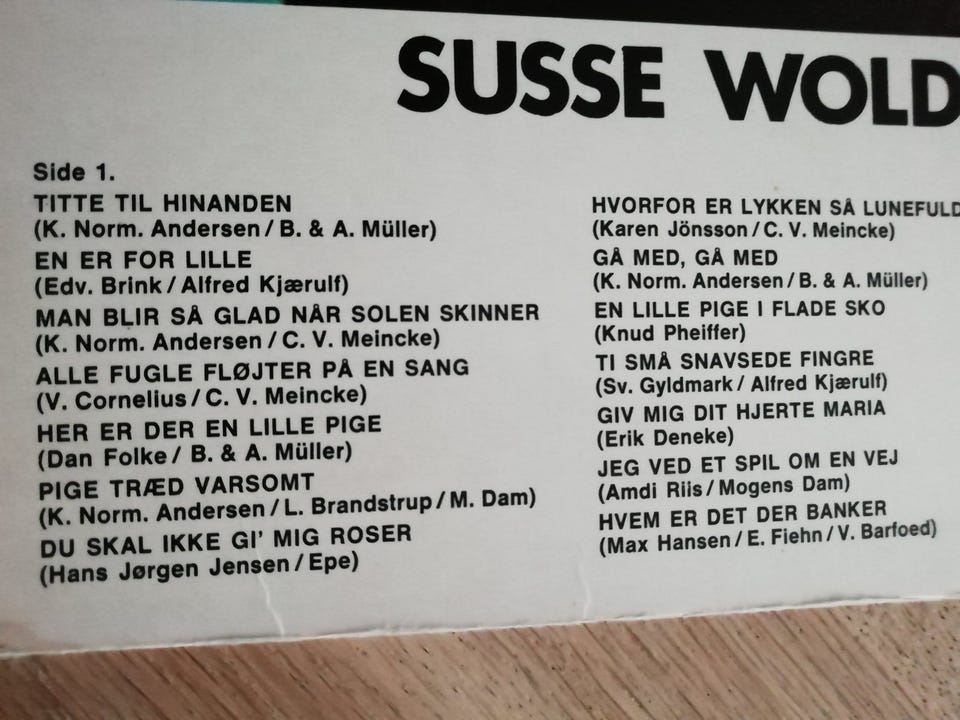 SUSSE WOLD
Side 1.
TITTE TIL HINANDEN
(K. Norm. Andersen / B. & A. Müller)
EN ER FOR LILLE
(Edv. Brink / Alfred Kjærulf)
MAN BLIR SÅ GLAD NÅR SOLEN SKINNER
(K. Norm. Andersen / C. V. Meincke)
ALLE FUGLE FLØJTER PÅ EN SANG
(V. Cornelius / C. V. Meincke)
HER ER DER EN LILLE PIGE
(Dan Folke / B. & A. Müller)
PIGE TRÆD VARSOMT
(K. Norm. Andersen / L. Brandstrup / M. Dam)
DU SKAL IKKE GI' MIG ROSER
(Hans Jørgen Jensen / Epe)
HVORFOR ER LYKKEN SÅ LUNEFULD
(Karen Jönsson / C. V. Meincke)
GÅ MED, GÅ MED
(K. Norm. Andersen / B. & A. Müller)
EN LILLE PIGE I FLADE SKO
(Knud Pheiffer)
TI SMÅ SNAVSEDE FINGRE
(Sv. Gyldmark / Alfred Kjærulf)
GIV MIG DIT HJERTE MARIA
(Erik Deneke)
JEG VED ET SPIL OM EN VEJ
(Amdi Riis / Mogens Dam)
HVEM ER DET DER BANKER
(Max Hansen / E. Fiehn / V. Barfoed)